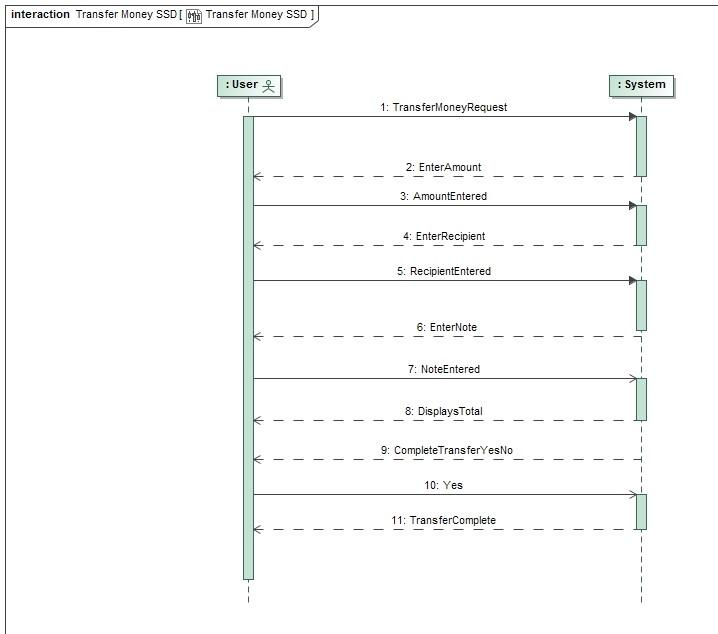 interaction Transfer Money SSD [ Transfer Money SSD ]
: User
: System
1: TransferMoneyRequest
2: EnterAmount
3: AmountEntered
4: EnterRecipient
5: RecipientEntered
6: EnterNote
7: NoteEntered
8: DisplaysTotal
9: CompleteTransferYesNo
10: Yes
11: TransferComplete